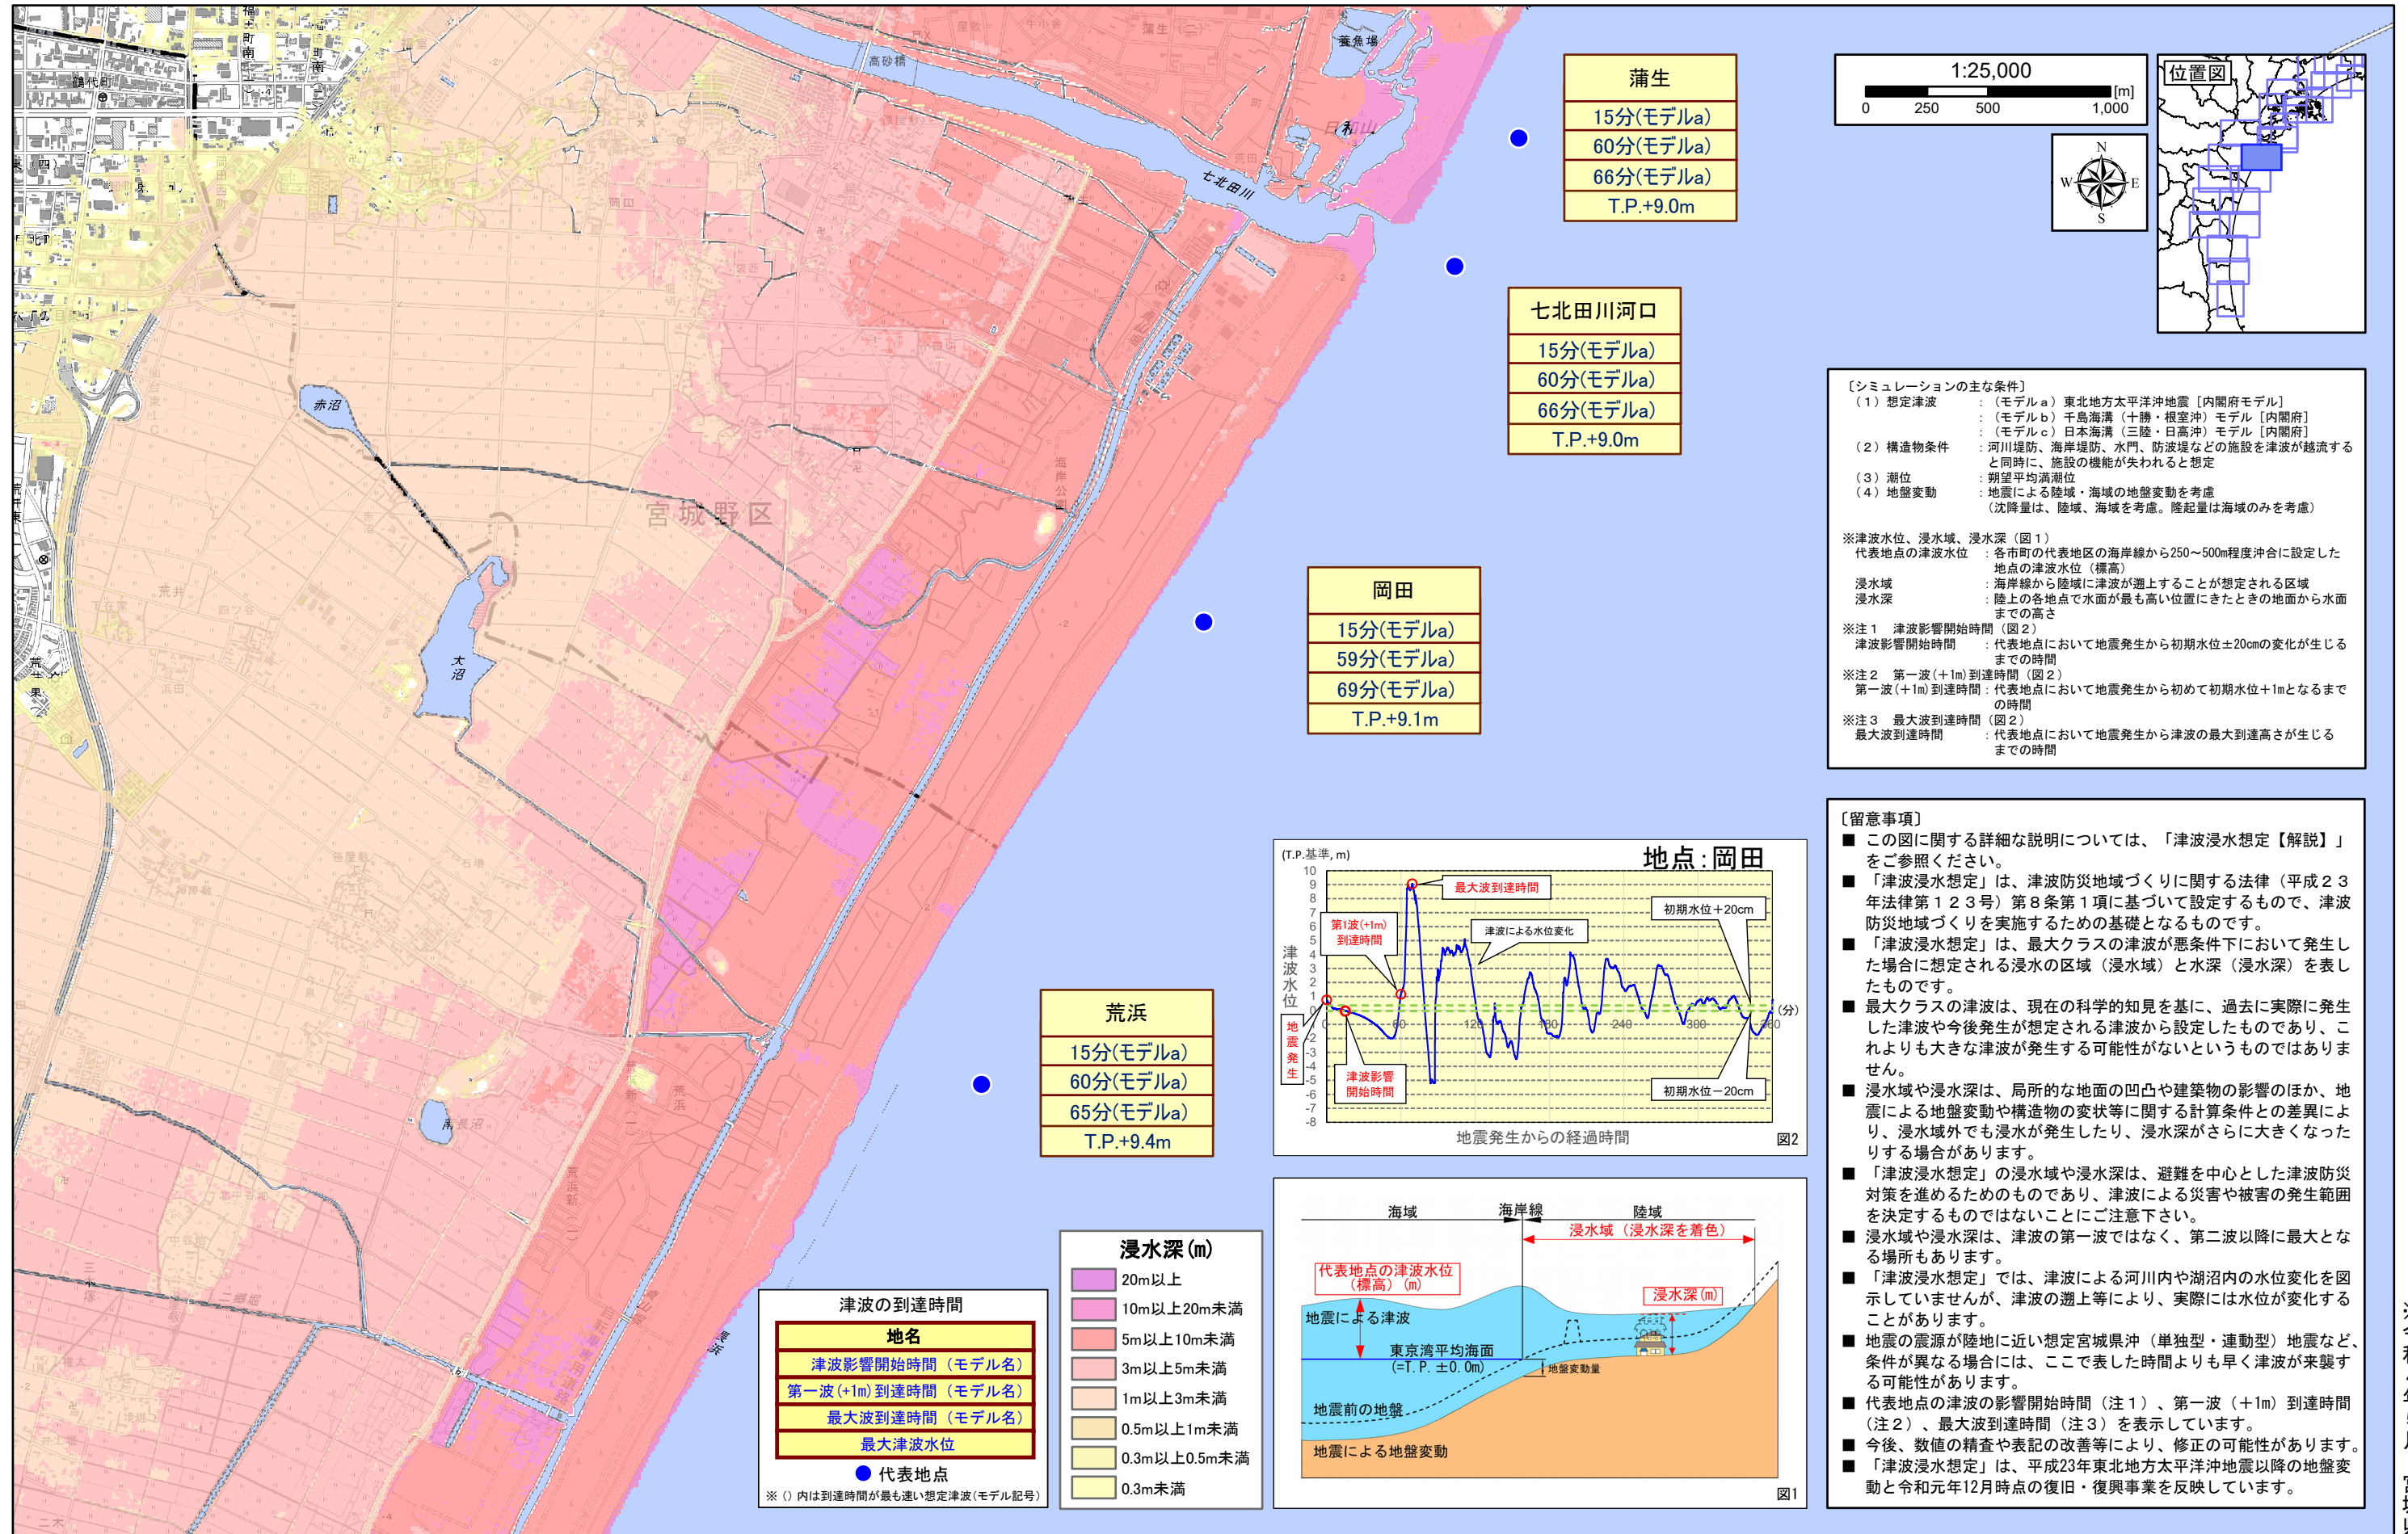 蒲生
15分(モデルa)
60分(モデルa)
66分(モデルa)
T.P.+9.0m
七北田川河口
15分(モデルa)
60分(モデルa)
66分(モデルa)
T.P.+9.0m
岡田
15分(モデルa)
59分(モデルa)
69分(モデルa)
T.P.+9.1m
荒浜
15分(モデルa)
60分(モデルa)
65分(モデルa)
T.P.+9.4m
1:25,000
[m]
0 250 500 1,000
位置図
N
W E
S
鶴代町
高砂橋
養魚場
日和山
七北田川
蒲生
岡田
赤沼
大沼
宮城野区
海岸公園
荒井
四ツ谷
南長沼
荒浜
二郷堀
長浜
三本塚
二木
〔シミュレーションの主な条件〕
(1)想定津波 :(モデルa)東北地方太平洋沖地震[内閣府モデル]
:(モデルb)千島海溝(十勝・根室沖)モデル[内閣府]
:(モデルc)日本海溝(三陸・日高沖)モデル[内閣府]
(2)構造物条件 :河川堤防、海岸堤防、水門、防波堤などの施設を津波が越流する
と同時に、施設の機能が失われると想定
(3)潮位 :朔望平均満潮位
(4)地盤変動 :地震による陸域・海域の地盤変動を考慮
(沈降量は、陸域、海域を考慮。隆起量は海域のみを考慮)
※津波水位、浸水域、浸水深(図1)
代表地点の津波水位 :各市町の代表地区の海岸線から250~500m程度沖合に設定した
地点の津波水位(標高)
浸水域 :海岸線から陸域に津波が遡上することが想定される区域
浸水深 :陸上の各地点で水面が最も高い位置にきたときの地面から水面
までの高さ
※注1 津波影響開始時間(図2)
津波影響開始時間 :代表地点において地震発生から初期水位±20cmの変化が生じる
までの時間
※注2 第一波(+1m)到達時間(図2)
第一波(+1m)到達時間:代表地点において地震発生から初めて初期水位+1mとなるまで
の時間
※注3 最大波到達時間(図2)
最大波到達時間 :代表地点において地震発生から津波の最大到達高さが生じる
までの時間
〔留意事項〕
■ この図に関する詳細な説明については、「津波浸水想定【解説】」
をご参照ください。
■ 「津波浸水想定」は、津波防災地域づくりに関する法律(平成23
年法律第123号)第8条第1項に基づいて設定するもので、津波
防災地域づくりを実施するための基礎となるものです。
■ 「津波浸水想定」は、最大クラスの津波が悪条件下において発生し
た場合に想定される浸水の区域(浸水域)と水深(浸水深)を表し
たものです。
■ 最大クラスの津波は、現在の科学的知見を基に、過去に実際に発生
した津波や今後発生が想定される津波から設定したものであり、こ
れよりも大きな津波が発生する可能性がないというものではありま
せん。
■ 浸水域や浸水深は、局所的な地面の凹凸や建築物の影響のほか、地
震による地盤変動や構造物の変状等に関する計算条件との差異によ
り、浸水域外でも浸水が発生したり、浸水深がさらに大きくなった
りする場合があります。
■ 「津波浸水想定」の浸水域や浸水深は、避難を中心とした津波防災
対策を進めるためのものであり、津波による災害や被害の発生範囲
を決定するものではないことにご注意下さい。
■ 浸水域や浸水深は、津波の第一波ではなく、第二波以降に最大とな
る場所もあります。
■ 「津波浸水想定」では、津波による河川内や湖沼内の水位変化を図
示していませんが、津波の遡上等により、実際には水位が変化する
ことがあります。
■ 地震の震源が陸地に近い想定宮城県沖(単独型・連動型)地震など、
条件が異なる場合には、ここで表した時間よりも早く津波が来襲す
る可能性があります。
■ 代表地点の津波の影響開始時間(注1)、第一波(+1m)到達時間
(注2)、最大波到達時間(注3)を表示しています。
■ 今後、数値の精査や表記の改善等により、修正の可能性があります。
■ 「津波浸水想定」は、平成23年東北地方太平洋沖地震以降の地盤変
動と令和元年12月時点の復旧・復興事業を反映しています。
(T.P.基準, m)
地点:岡田
10
9
8
7
6
5
4
3
2
1
0
-2
-3
-4
-5
-6
-7
-8
津波水位
0 60 120 180 240 300 360 (分)
最大波到達時間
初期水位+20cm
第1波(+1m)
到達時間
津波による水位変化
地震発生
津波影響
開始時間
初期水位-20cm
地震発生からの経過時間
図2
海域 海岸線 陸域
浸水域(浸水深を着色)
代表地点の津波水位
(標高)(m)
浸水深(m)
地震による津波
東京湾平均海面
(=T.P. ±0.0m)
地盤変動量
地震前の地盤
地震による地盤変動
図1
浸水深(m)
20m以上
10m以上20m未満
5m以上10m未満
3m以上5m未満
1m以上3m未満
0.5m以上1m未満
0.3m以上0.5m未満
0.3m未満
津波の到達時間
地名
津波影響開始時間(モデル名)
第一波(+1m)到達時間(モデル名)
最大波到達時間(モデル名)
最大津波水位
代表地点
※()内は到達時間が最も速い想定津波(モデル記号)